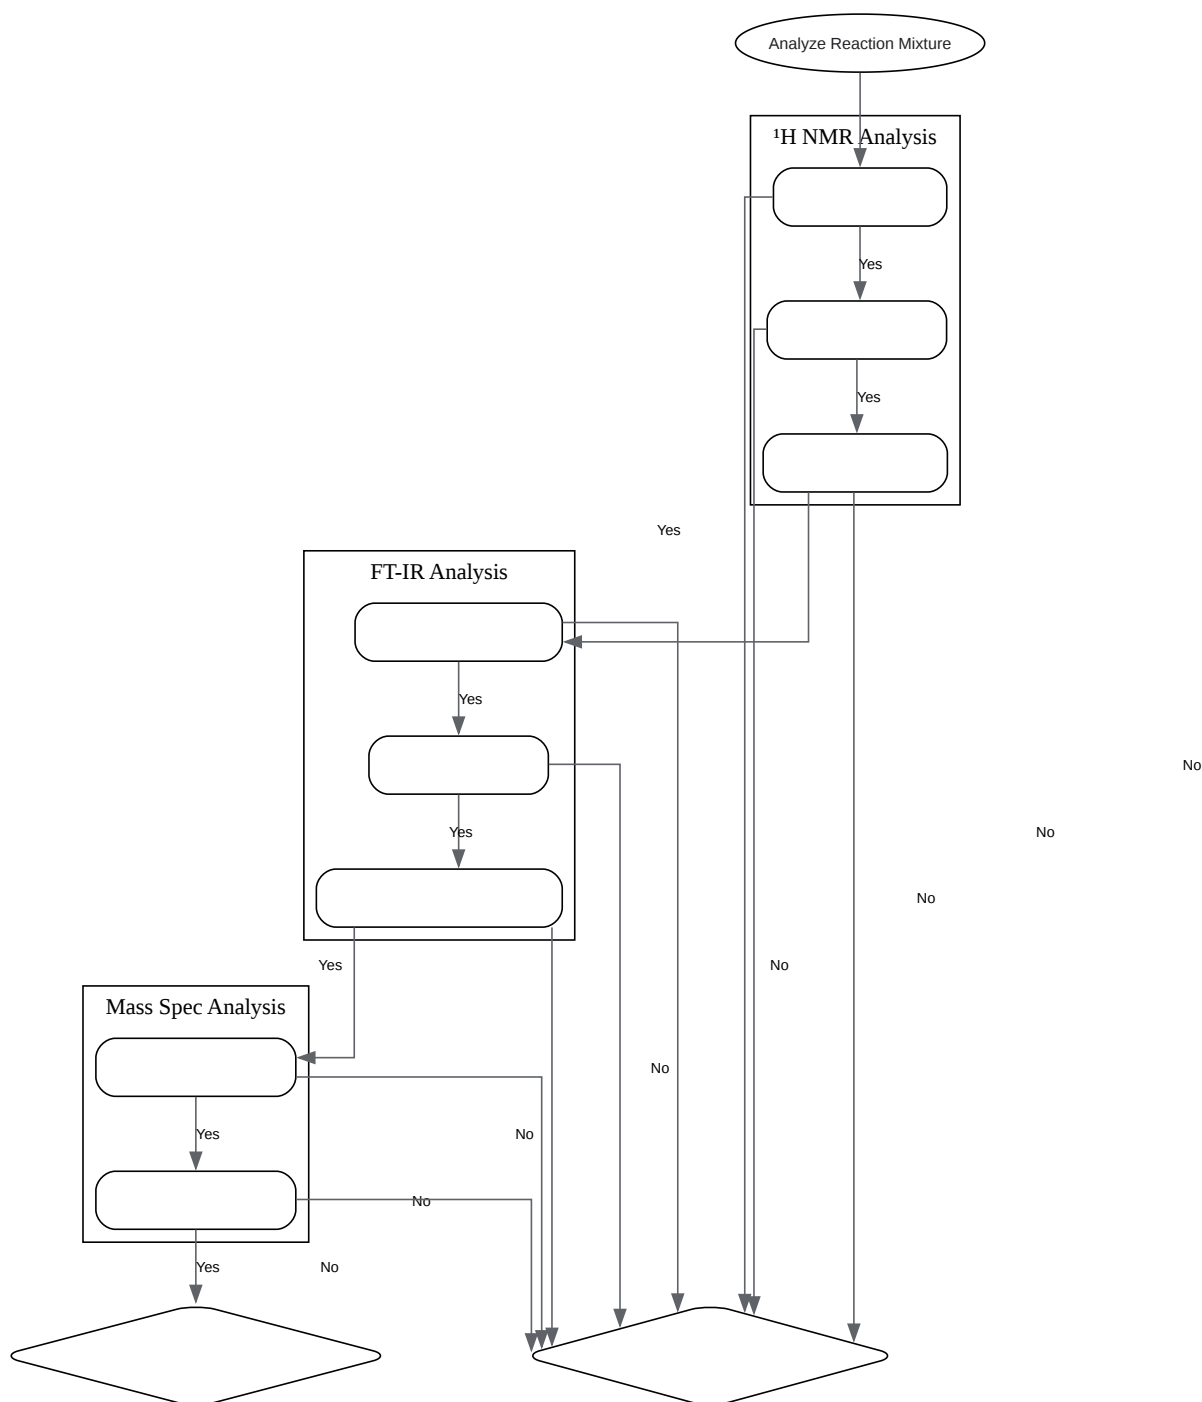 Analyze Reaction Mixture
¹H NMR Analysis
Yes
Yes
Yes
FT-IR Analysis
Yes
No
Yes
No
No
Yes
No
Mass Spec Analysis
No
Yes
No
No
Yes
No